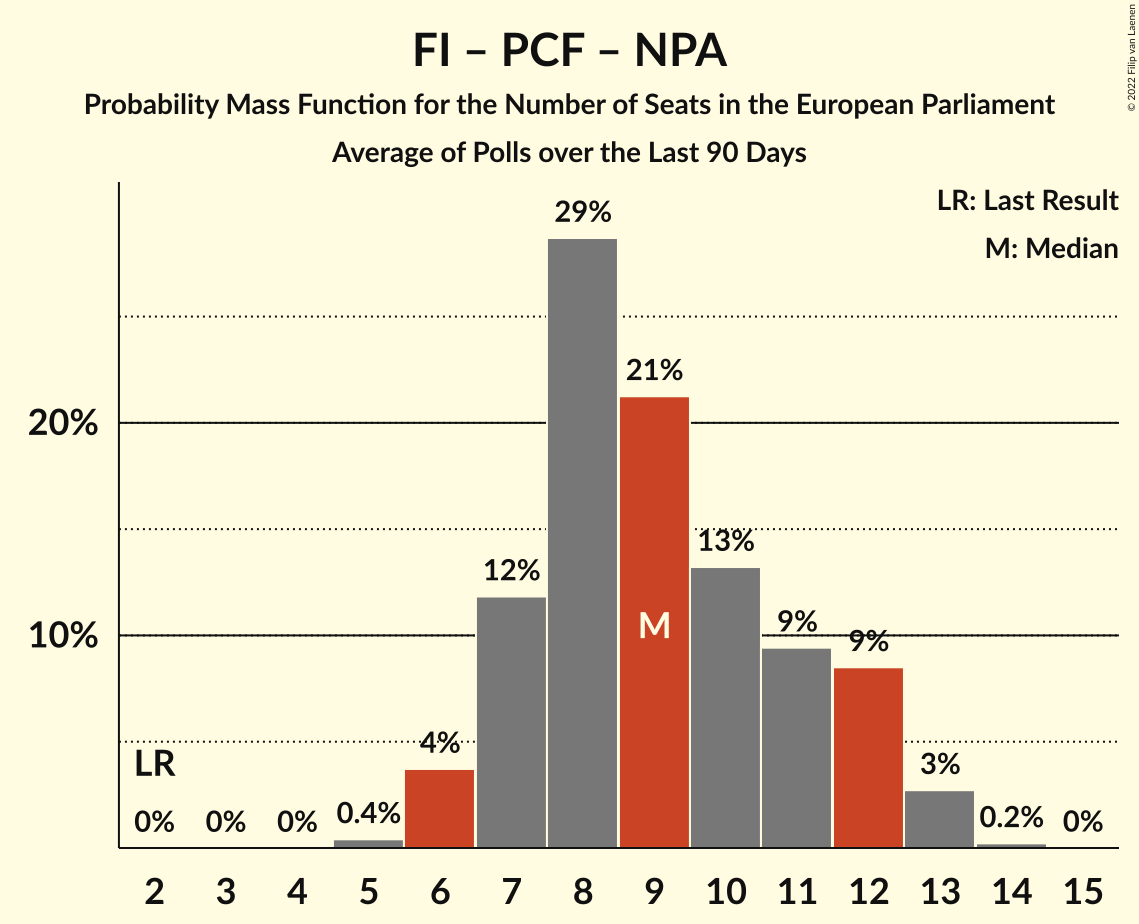 FI – PCF – NPA
Probability Mass Function for the Number of Seats in the European Parliament
Average of Polls over the Last 90 Days
© 2022 Filip van Laenen
LR: Last Result
M: Median
29%
21%
20%
13%
12%
10%
9%
9%
M
4%
LR
3%
0%
0%
0%
0.4%
0.2%
0%
2 3 4 5 6 7 8 9 10 11 12 13 14 15